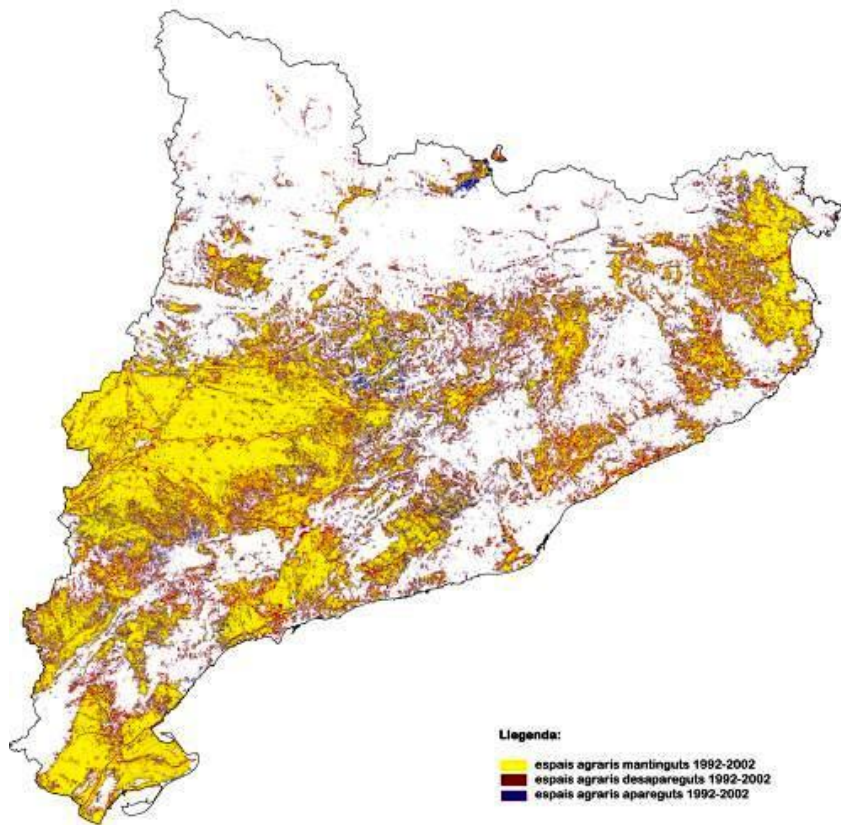 Llegenda:
espais agraris mantinguts 1992-2002
espais agraris desapareguts 1992-2002
espais agraris apareguts 1992-2002